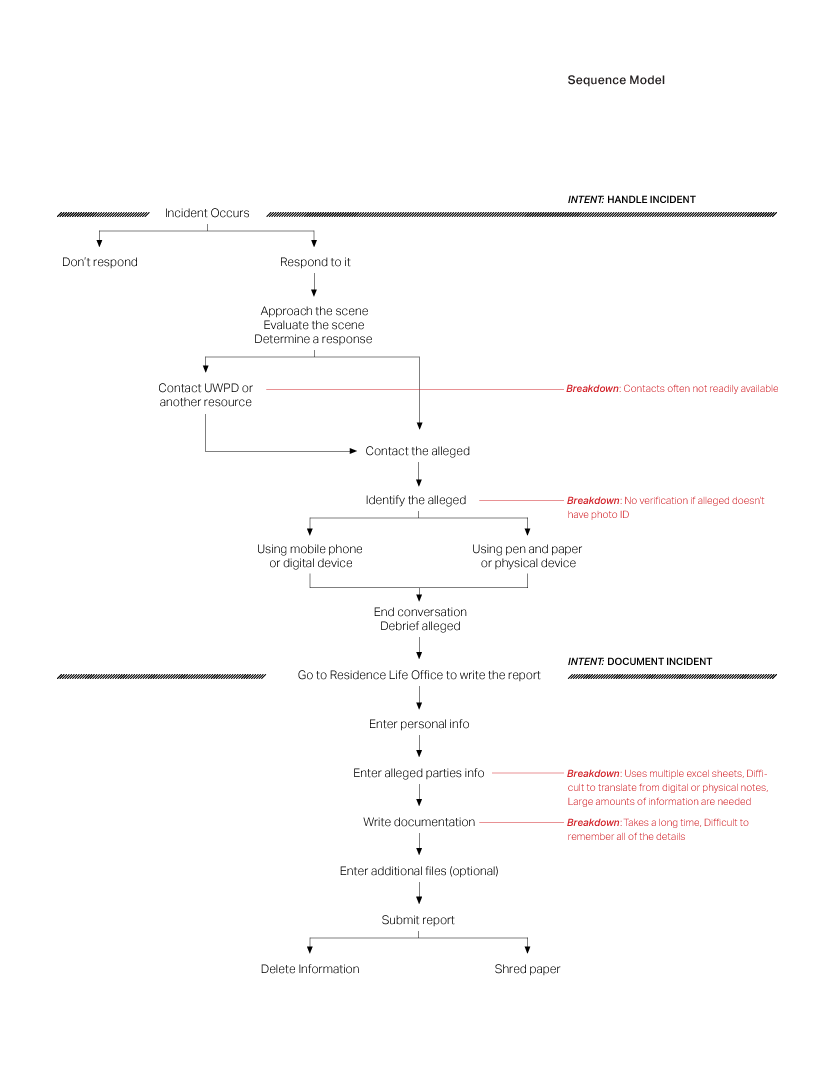 Sequence Model
INTENT: HANDLE INCIDENT
Incident Occurs
Don't respond
Respond to it
Approach the scene
Evaluate the scene
Determine a response
Contact UWPD or
another resource
Breakdown: Contacts often not readily available
Contact the alleged
Identify the alleged
Breakdown: No verification if alleged doesn't
have photo ID
Using mobile phone
or digital device
Using pen and paper
or physical device
End conversation
Debrief alleged
INTENT: DOCUMENT INCIDENT
Go to Residence Life Office to write the report
Enter personal info
Enter alleged parties info
Breakdown: Uses multiple excel sheets, Diffi-
cult to translate from digital or physical notes,
Large amounts of information are needed
Write documentation
Breakdown: Takes a long time, Difficult to
remember all of the details
Enter additional files (optional)
Submit report
Delete Information
Shred paper